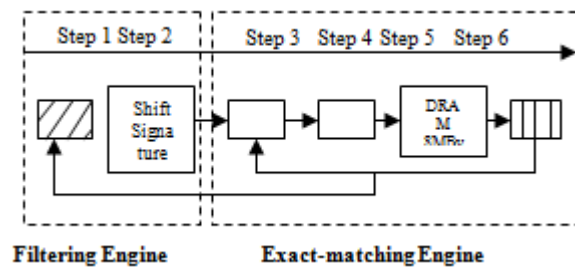 Step 1 Step 2 Step 3 Step 4 Step 5 Step 6
Shift
Signa
ture
DRA
M
Filtering Engine Exact-matching Engine